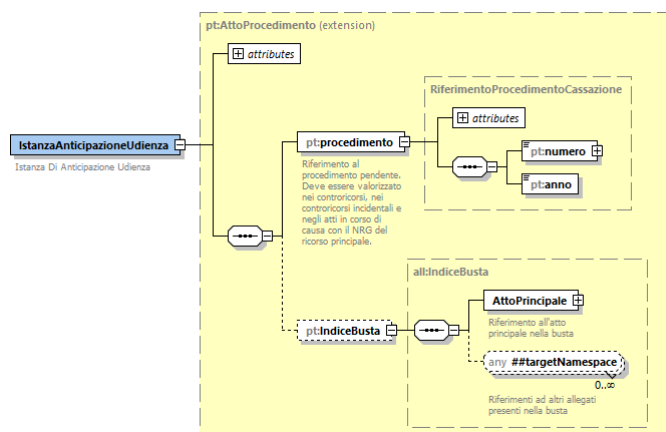 pt:AttoProcedimento (extension)
attributes
RiferimentoProcedimentoCassazione
attributes
IstanzaAnticipazioneUdienza
Istanza Di Anticipazione Udienza
pt:procedimento
Riferimento al
procedimento pendente.
Deve essere valorizzato
nei controricorsi, nei
controricorsi incidentali e
negli atti in corso di
causa con il NRG del
ricorso principale.
pt:numero
pt:anno
all:IndiceBusta
pt:IndiceBusta
AttoPrincipale
Riferimento all'atto
principale nella busta
any ##targetNamespace
0..∞
Riferimenti ad altri allegati
presenti nella busta